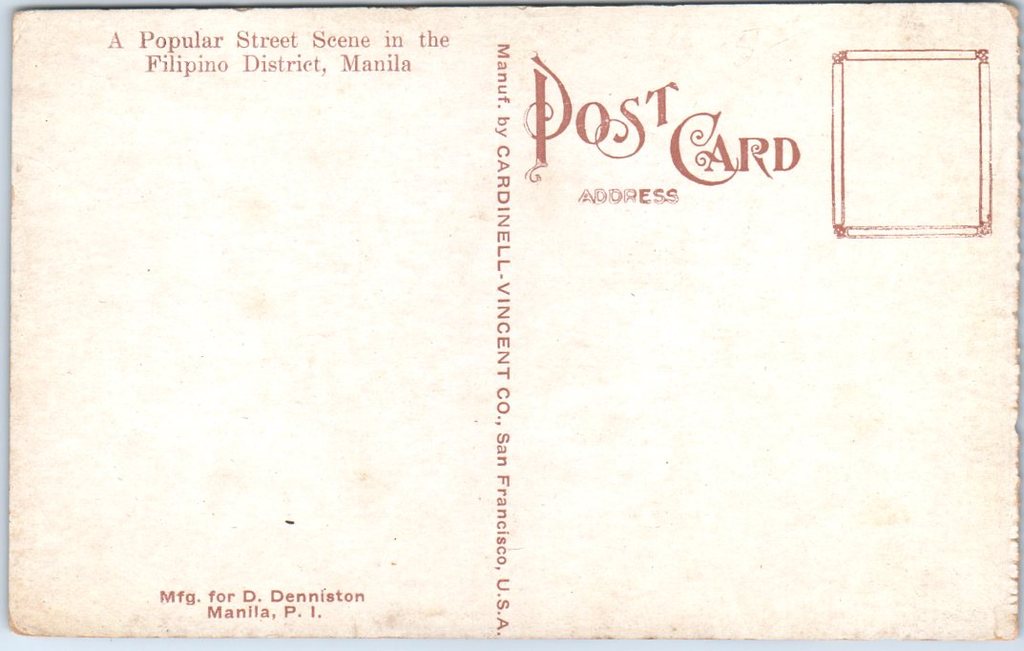 A Popular Street Scene in the
Filipino District, Manila
Mfg. for D. Denniston
Manila, P. I.
Manuf. by CARDINELL-VINCENT CO., San Francisco, U.S.A.
POST CARD
ADDRESS